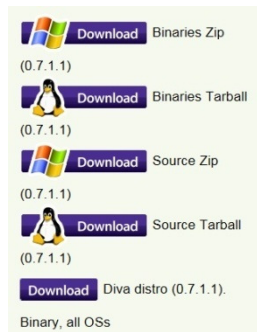 Download Binaries Zip
(0.7.1.1)
Download Binaries Tarball
(0.7.1.1)
Download Source Zip
(0.7.1.1)
Download Source Tarball
(0.7.1.1)
Download Diva distro (0.7.1.1).
Binary, all OSs